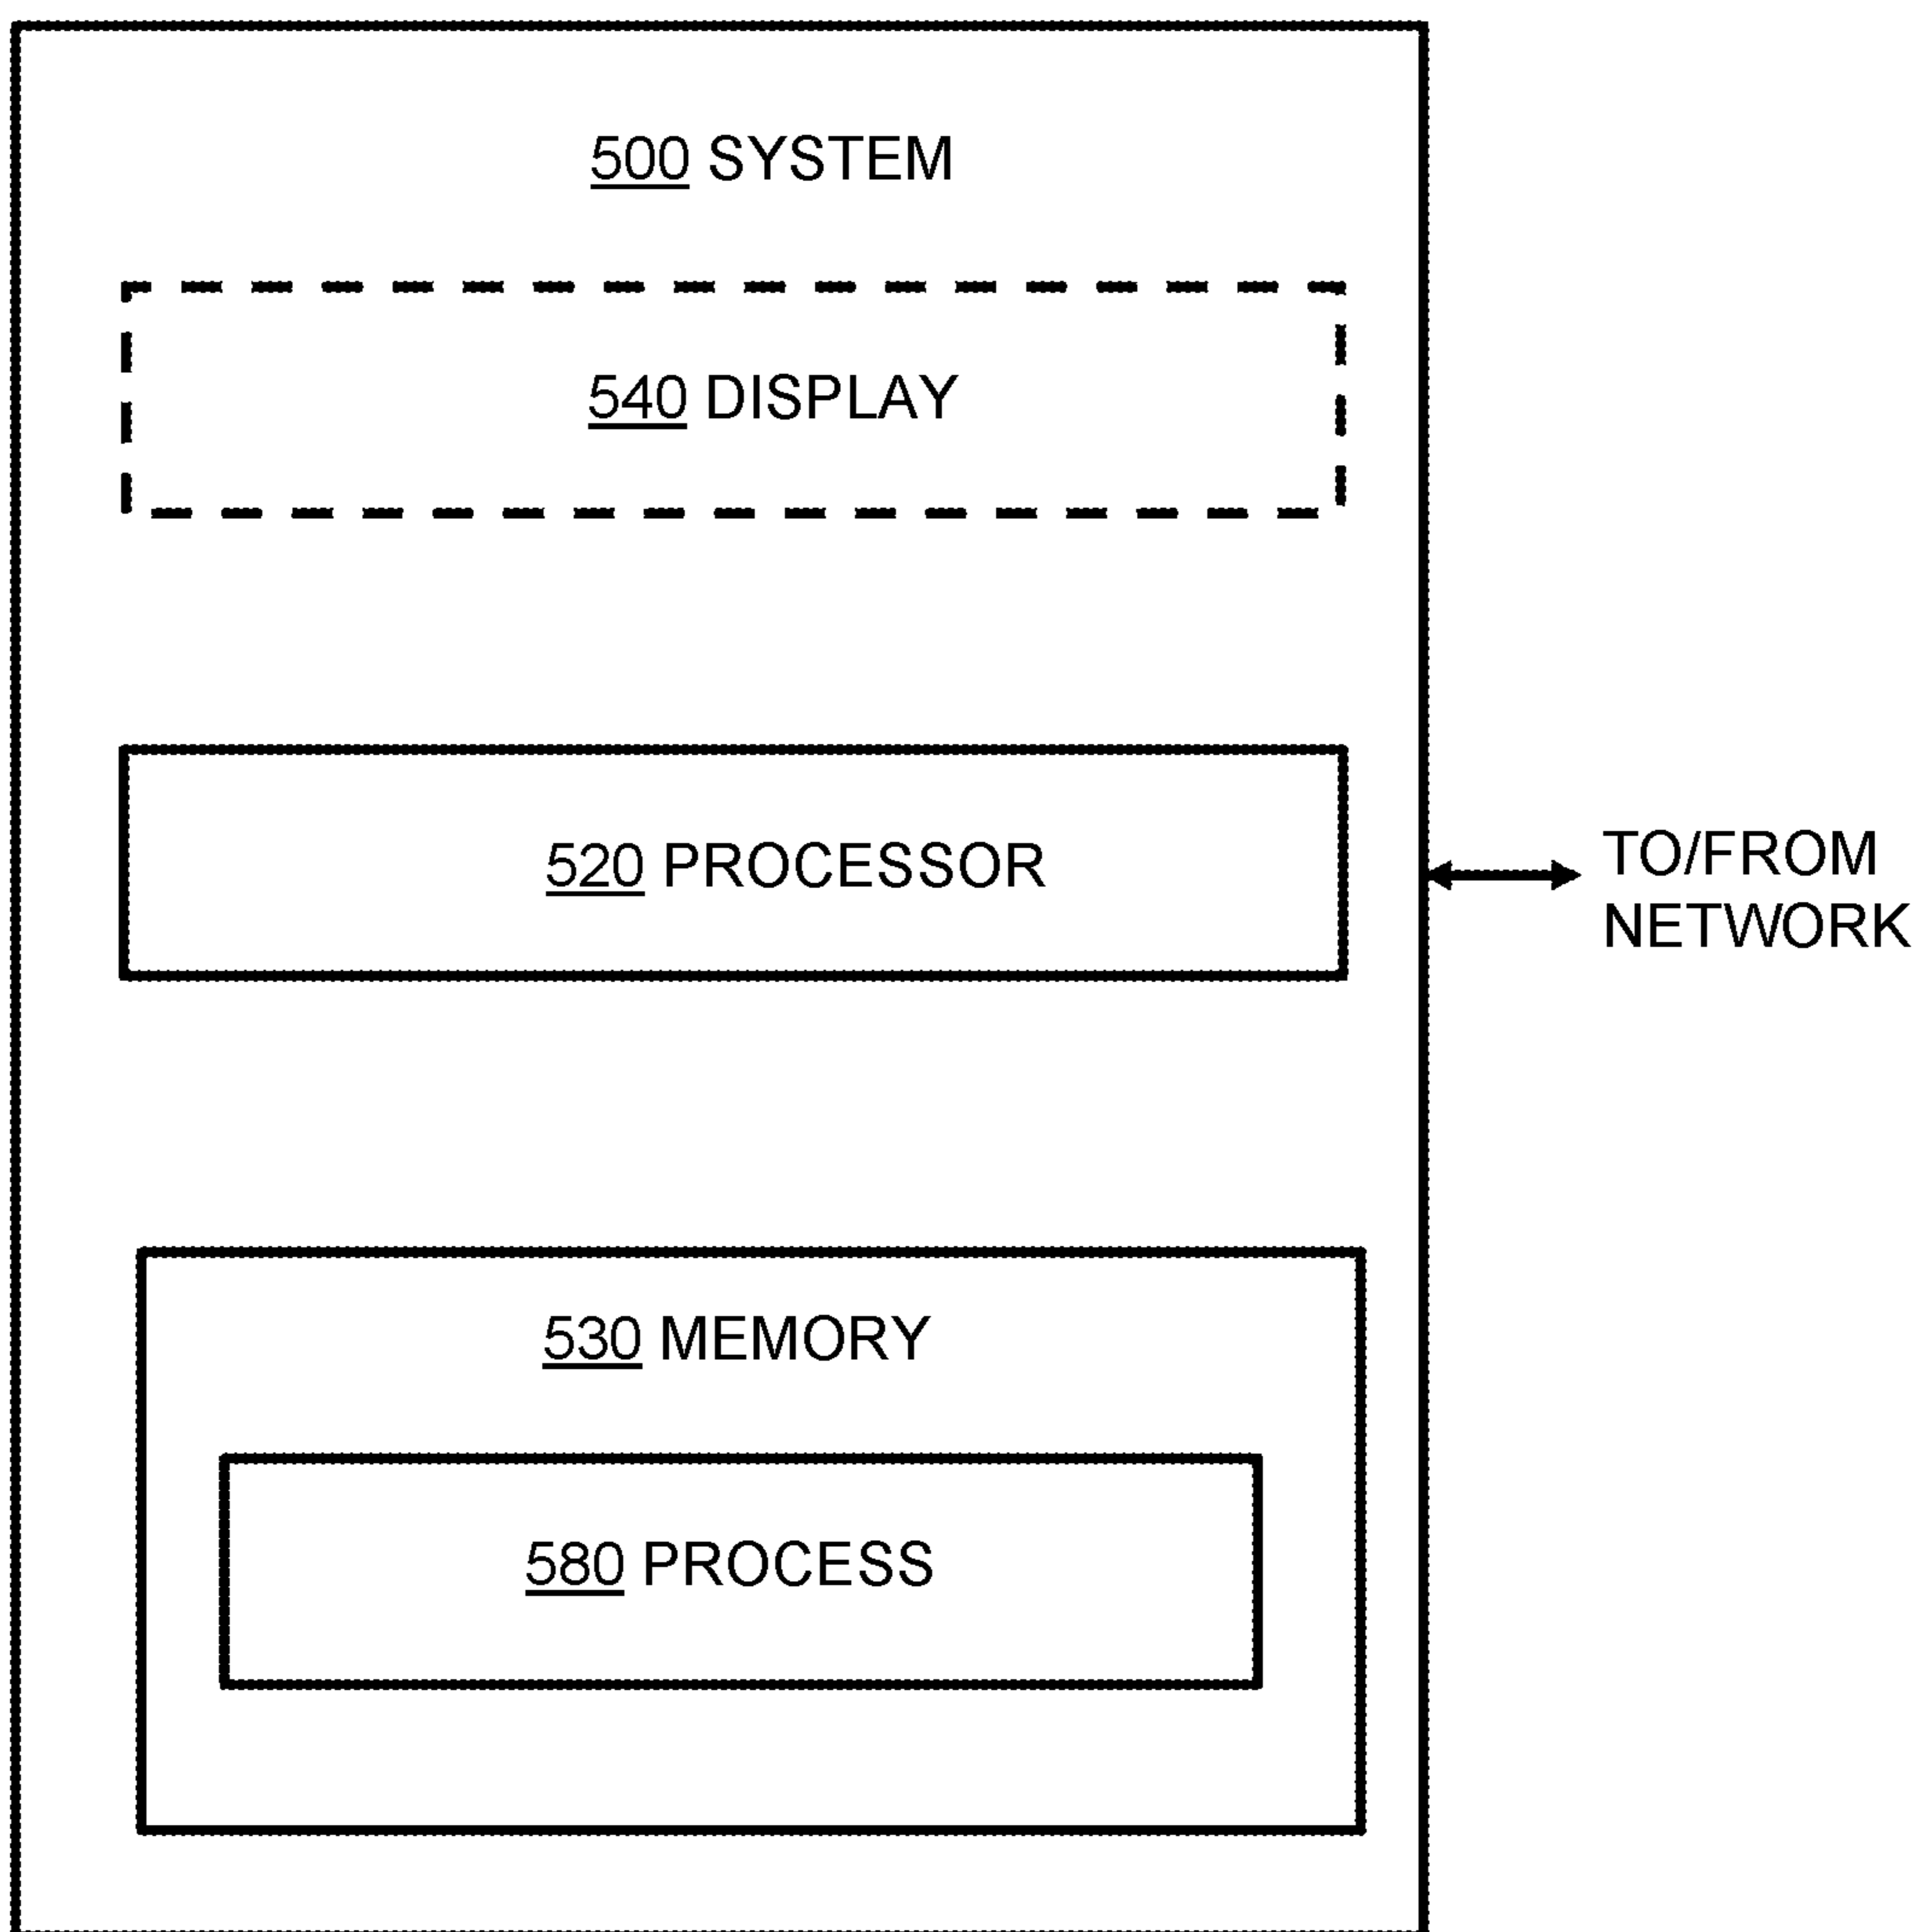 500 SYSTEM
540 DISPLAY
520 PROCESSOR
TO/FROM
NETWORK
530 MEMORY
580 PROCESS